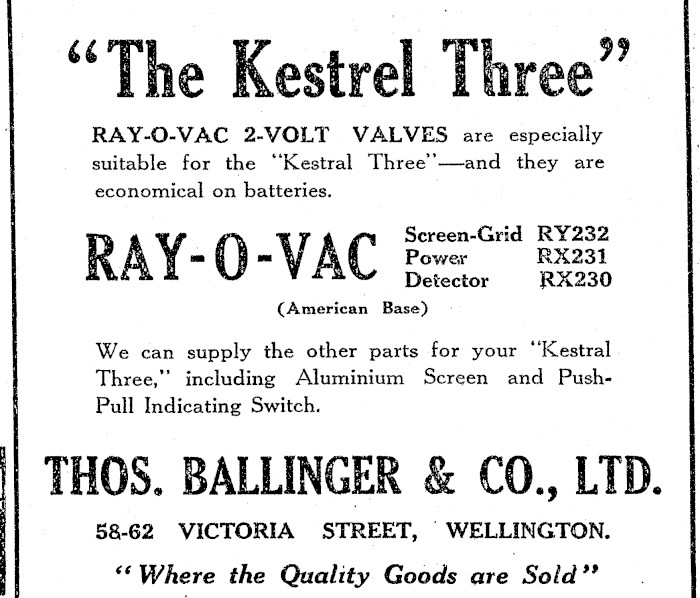 "The Kestrel Three"
RAY-O-VAC 2-VOLT VALVES are especially
suitable for the "Kestral Three"—and they are
economical on batteries.
RAY-O-VAC
Screen-Grid RY232
Power RX231
Detector RX230
(American Base)
We can supply the other parts for your "Kestral
Three," including Aluminium Screen and Push-
Pull Indicating Switch.
THOS. BALLINGER & CO., LTD.
58-62 VICTORIA STREET, WELLINGTON.
"Where the Quality Goods are Sold"